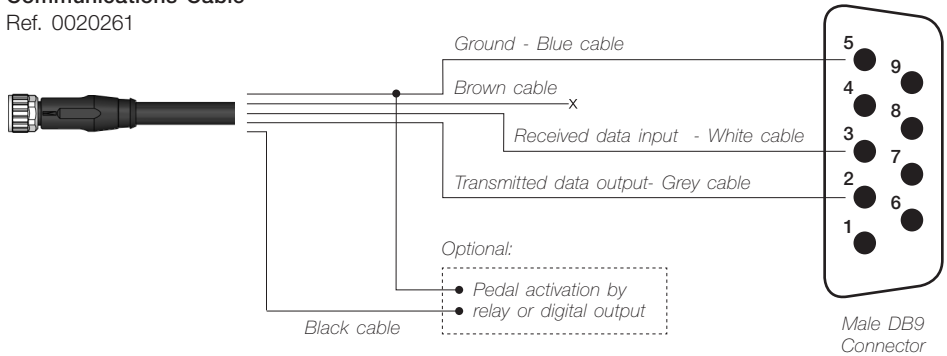 Communications Cable
Ref. 0020261
Ground - Blue cable
Brown cable
X
Received data input - White cable
Transmitted data output- Grey cable
Optional:
Pedal activation by
relay or digital output
Black cable
5
9
4
8
3
7
2
6
1
Male DB9
Connector